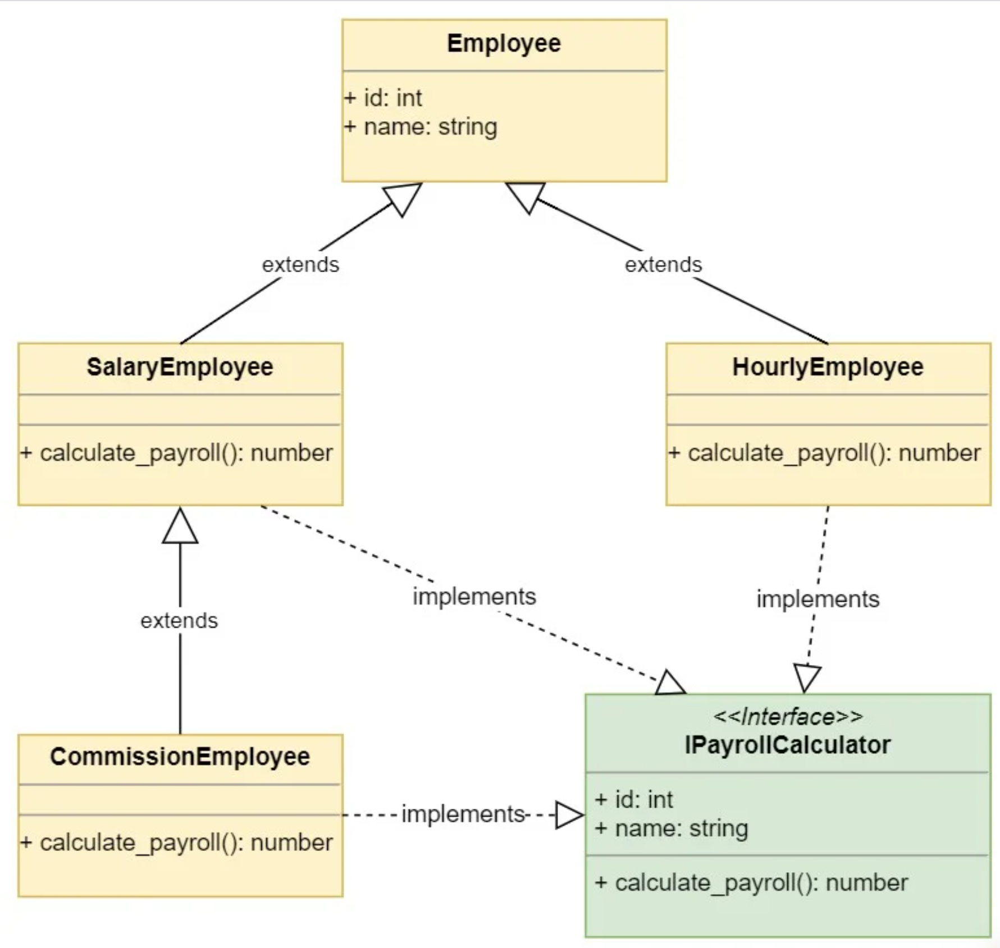 Employee
+ id: int
+ name: string
extends
extends
SalaryEmployee
+ calculate_payroll(): number
HourlyEmployee
+ calculate_payroll(): number
implements
implements
extends
CommissionEmployee
+ calculate_payroll(): number
implements
<<Interface>>
IPayrollCalculator
+ id: int
+ name: string
+ calculate_payroll(): number